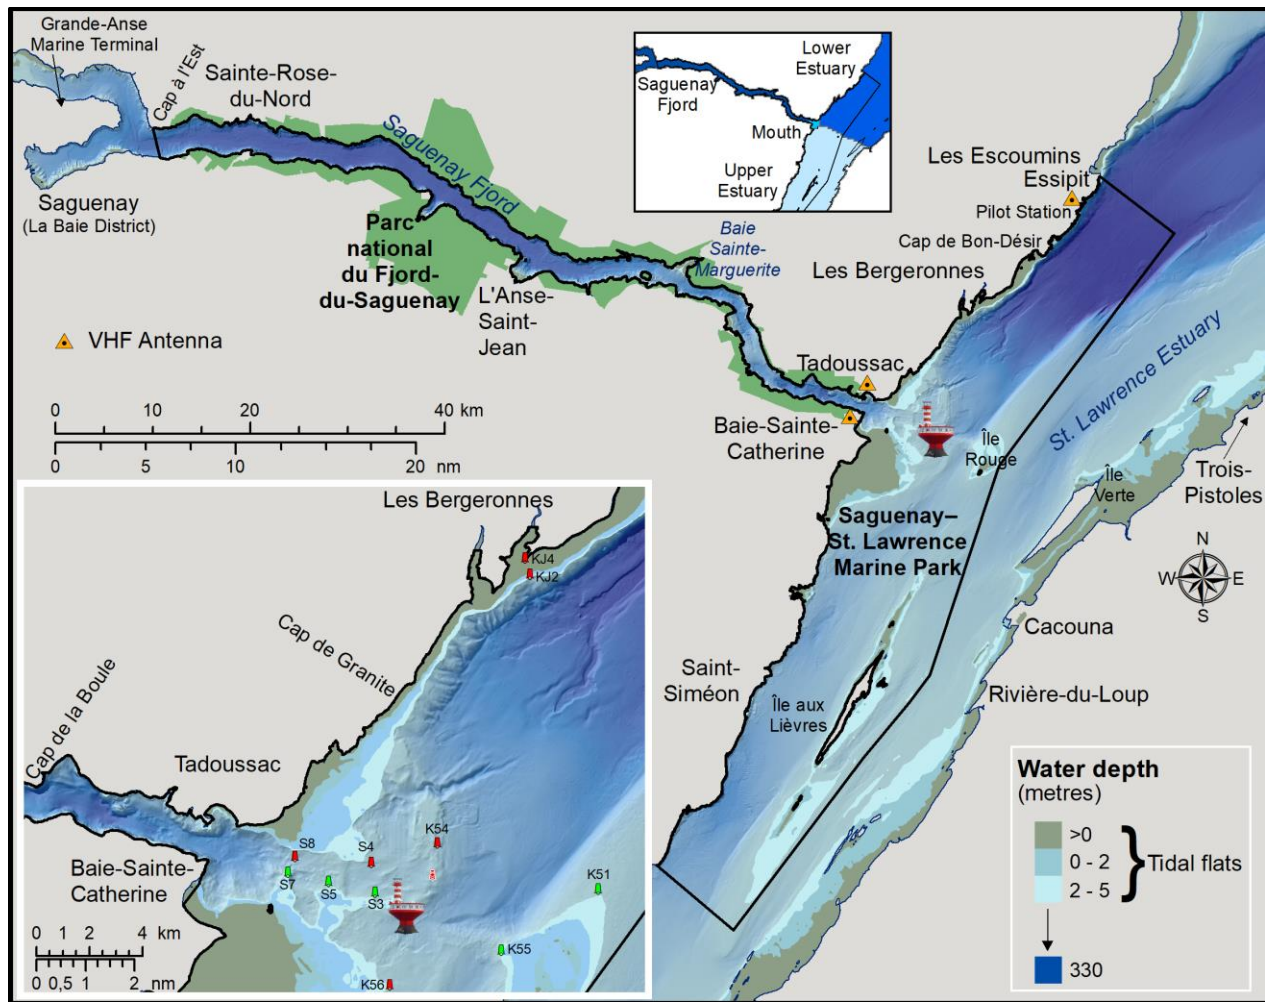 Grande-Anse
Marine Terminal
Cap à l'Est
Sainte-Rose-
du-Nord
Saguenay
(La Baie District)
Saguenay Fjord
Parc
national
du Fjord-
du-Saguenay
L'Anse-
Saint-
Jean
Baie
Sainte-
Marguerite
Lower
Estuary
Saguenay
Fjord
Mouth
Upper
Estuary
Les Escoumins
Essipit
Pilot Station
Cap de Bon-Désir
Les Bergeronnes
Tadoussac
Baie-Sainte-
Catherine
VHF Antenna
0 10 20 40 km
0 5 10 20 nm
St. Lawrence Estuary
Île
Rouge
Île
Verte
Trois-
Pistoles
Saguenay–
St. Lawrence
Marine Park
N
W E
S
Cacouna
Rivière-du-Loup
Saint-
Siméon
Île aux
Lièvres
Les Bergeronnes
KJ4
KJ2
Cap de Granite
Cap de la Boule
Tadoussac
Baie-Sainte-
Catherine
S8
S7
S5
S4
S3
K54
K51
K55
K56
0 1 2 4 km
0 0,5 1 2 nm
Water depth
(metres)
>0
0 - 2
2 - 5
Tidal flats
330